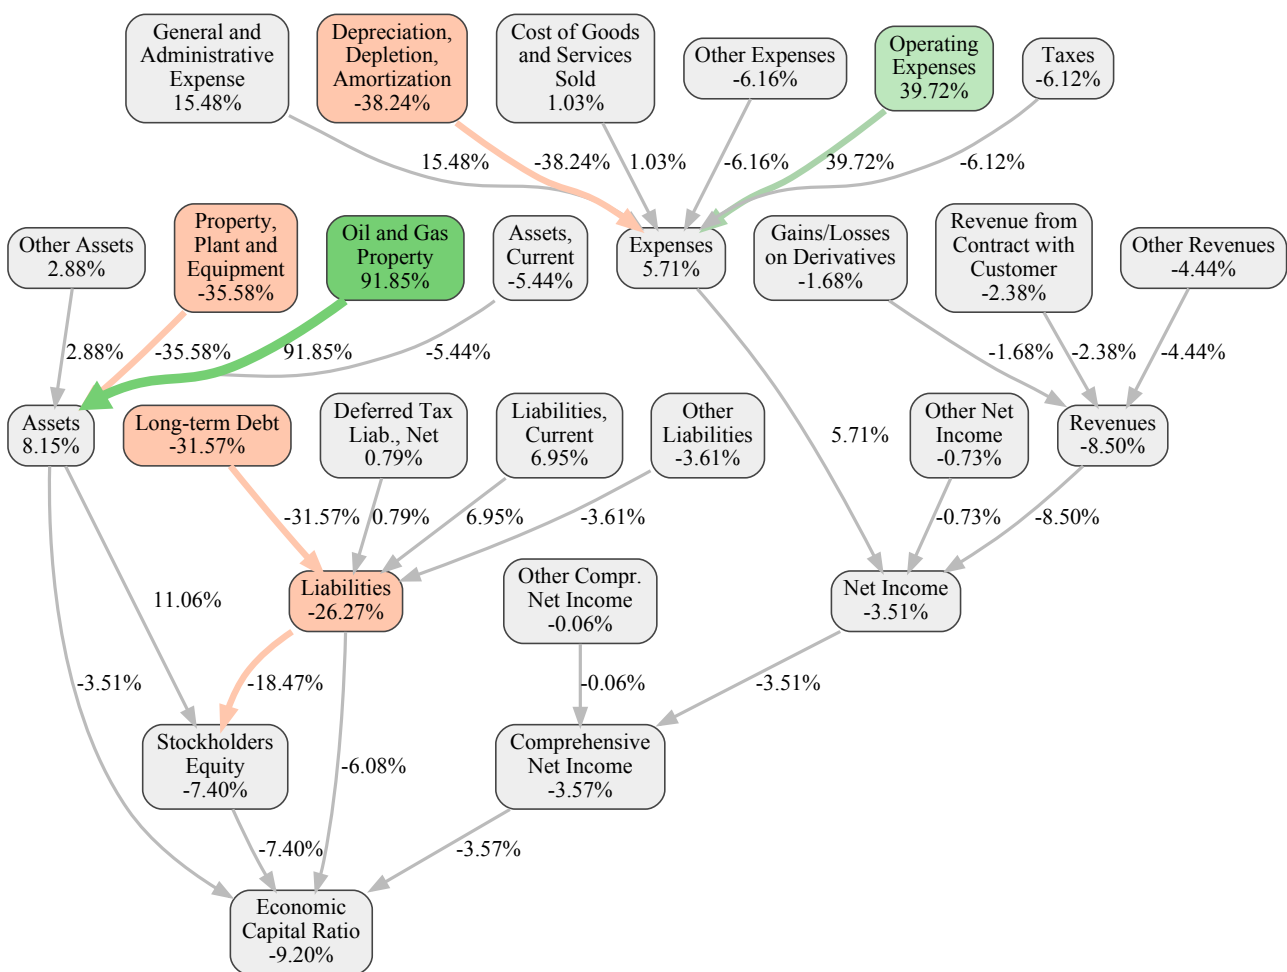 General and
Administrative
Expense
15.48%
Depreciation,
Depletion,
Amortization
-38.24%
Cost of Goods
and Services
Sold
1.03%
Other Expenses
-6.16%
Operating
Expenses
39.72%
Taxes
-6.12%
15.48%
-38.24%
1.03%
-6.16%
39.72%
-6.12%
Other Assets
2.88%
Property,
Plant and
Equipment
-35.58%
Oil and Gas
Property
91.85%
Assets,
Current
-5.44%
Expenses
5.71%
Gains/Losses
on Derivatives
-1.68%
Revenue from
Contract with
Customer
-2.38%
Other Revenues
-4.44%
2.88%
-35.58%
91.85%
-5.44%
-1.68%
-2.38%
-4.44%
Assets
8.15%
Long-term Debt
-31.57%
Deferred Tax
Liab., Net
0.79%
Liabilities,
Current
6.95%
Other
Liabilities
-3.61%
5.71%
Other Net
Income
-0.73%
Revenues
-8.50%
-31.57%
0.79%
6.95%
-3.61%
-0.73%
-8.50%
11.06%
Liabilities
-26.27%
Other Compr.
Net Income
-0.06%
Net Income
-3.51%
-3.51%
-18.47%
-0.06%
-3.51%
Stockholders
Equity
-7.40%
-6.08%
Comprehensive
Net Income
-3.57%
-7.40%
-3.57%
Economic
Capital Ratio
-9.20%